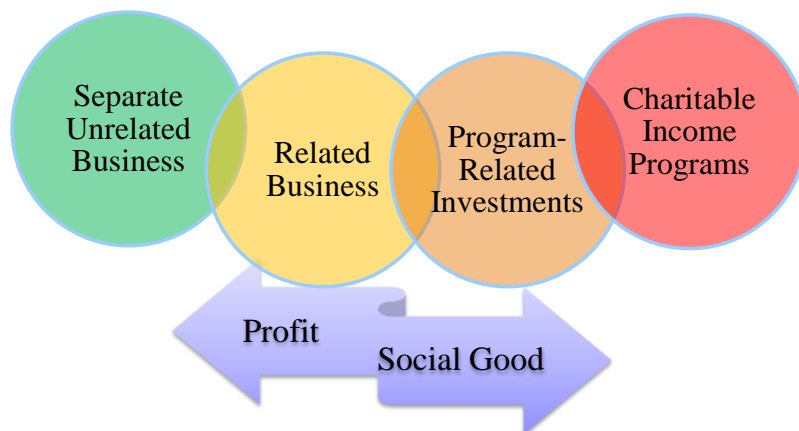 Separate
Unrelated
Business
Related
Business
Program-
Related
Investments
Charitable
Income
Programs
Profit
Social Good